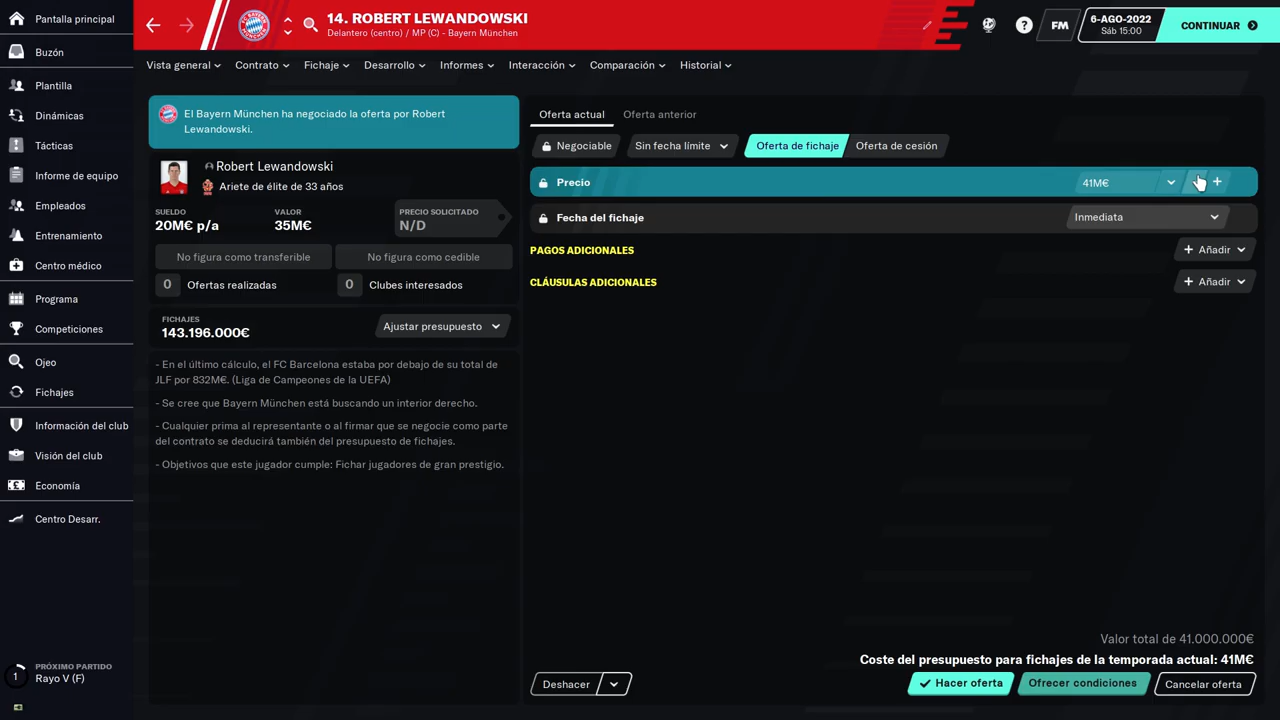 Pantalla principal
Buzón
Plantilla
Dinámicas
Tácticas
Informe de equipo
Empleados
Entrenamiento
Centro médico
Programa
Competiciones
Ojeo
Fichajes
Información del club
Visión del club
Economía
Centro Desarr.
1
PRÓXIMO PARTIDO
Rayo V (F)
14. ROBERT LEWANDOWSKI
Delantero (centro) / MP (C) - Bayern München
?
FM
6-AGO-2022
Sáb 15:00
CONTINUAR
Vista general
Contrato
Fichaje
Desarrollo
Informes
Interacción
Comparación
Historial
El Bayern München ha negociado la oferta por Robert
Lewandowski.
Robert Lewandowski
Ariete de élite de 33 años
SUELDO
20M€ p/a
VALOR
35M€
PRECIO SOLICITADO
N/D
No figura como transferible
No figura como cedible
0 Ofertas realizadas
0 Clubes interesados
FICHAJES
143.196.000€
Ajustar presupuesto
- En el último cálculo, el FC Barcelona estaba por debajo de su total de
JLF por 832M€. (Liga de Campeones de la UEFA)
- Se cree que Bayern München está buscando un interior derecho.
- Cualquier prima al representante o al firmar que se negocie como parte
del contrato se deducirá también del presupuesto de fichajes.
- Objetivos que este jugador cumple: Fichar jugadores de gran prestigio.
Oferta actual
Oferta anterior
Negociable
Sin fecha límite
Oferta de fichaje
Oferta de cesión
Precio
41M€
+
Fecha del fichaje
Inmediata
PAGOS ADICIONALES
+ Añadir
CLÁUSULAS ADICIONALES
+ Añadir
Valor total de 41.000.000€
Coste del presupuesto para fichajes de la temporada actual: 41M€
Deshacer
Hacer oferta
Ofrecer condiciones
Cancelar oferta